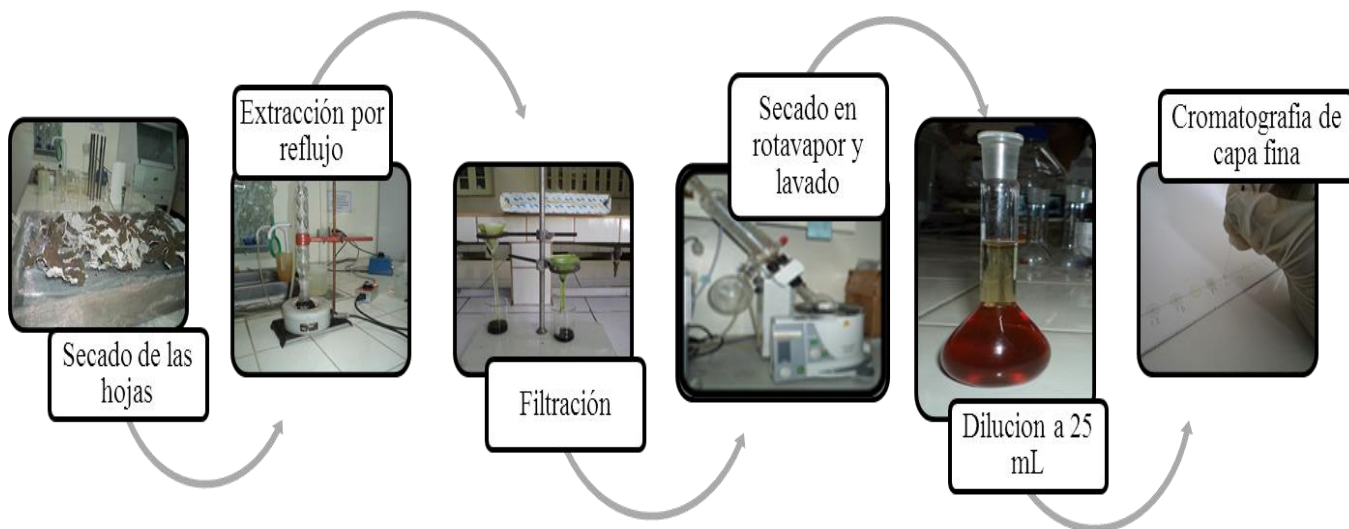 Secado de las
hojas
Extracción por
reflujo
Filtración
Secado en
rotavapor y
lavado
Dilucion a 25
mL
Cromatografia de
capa fina